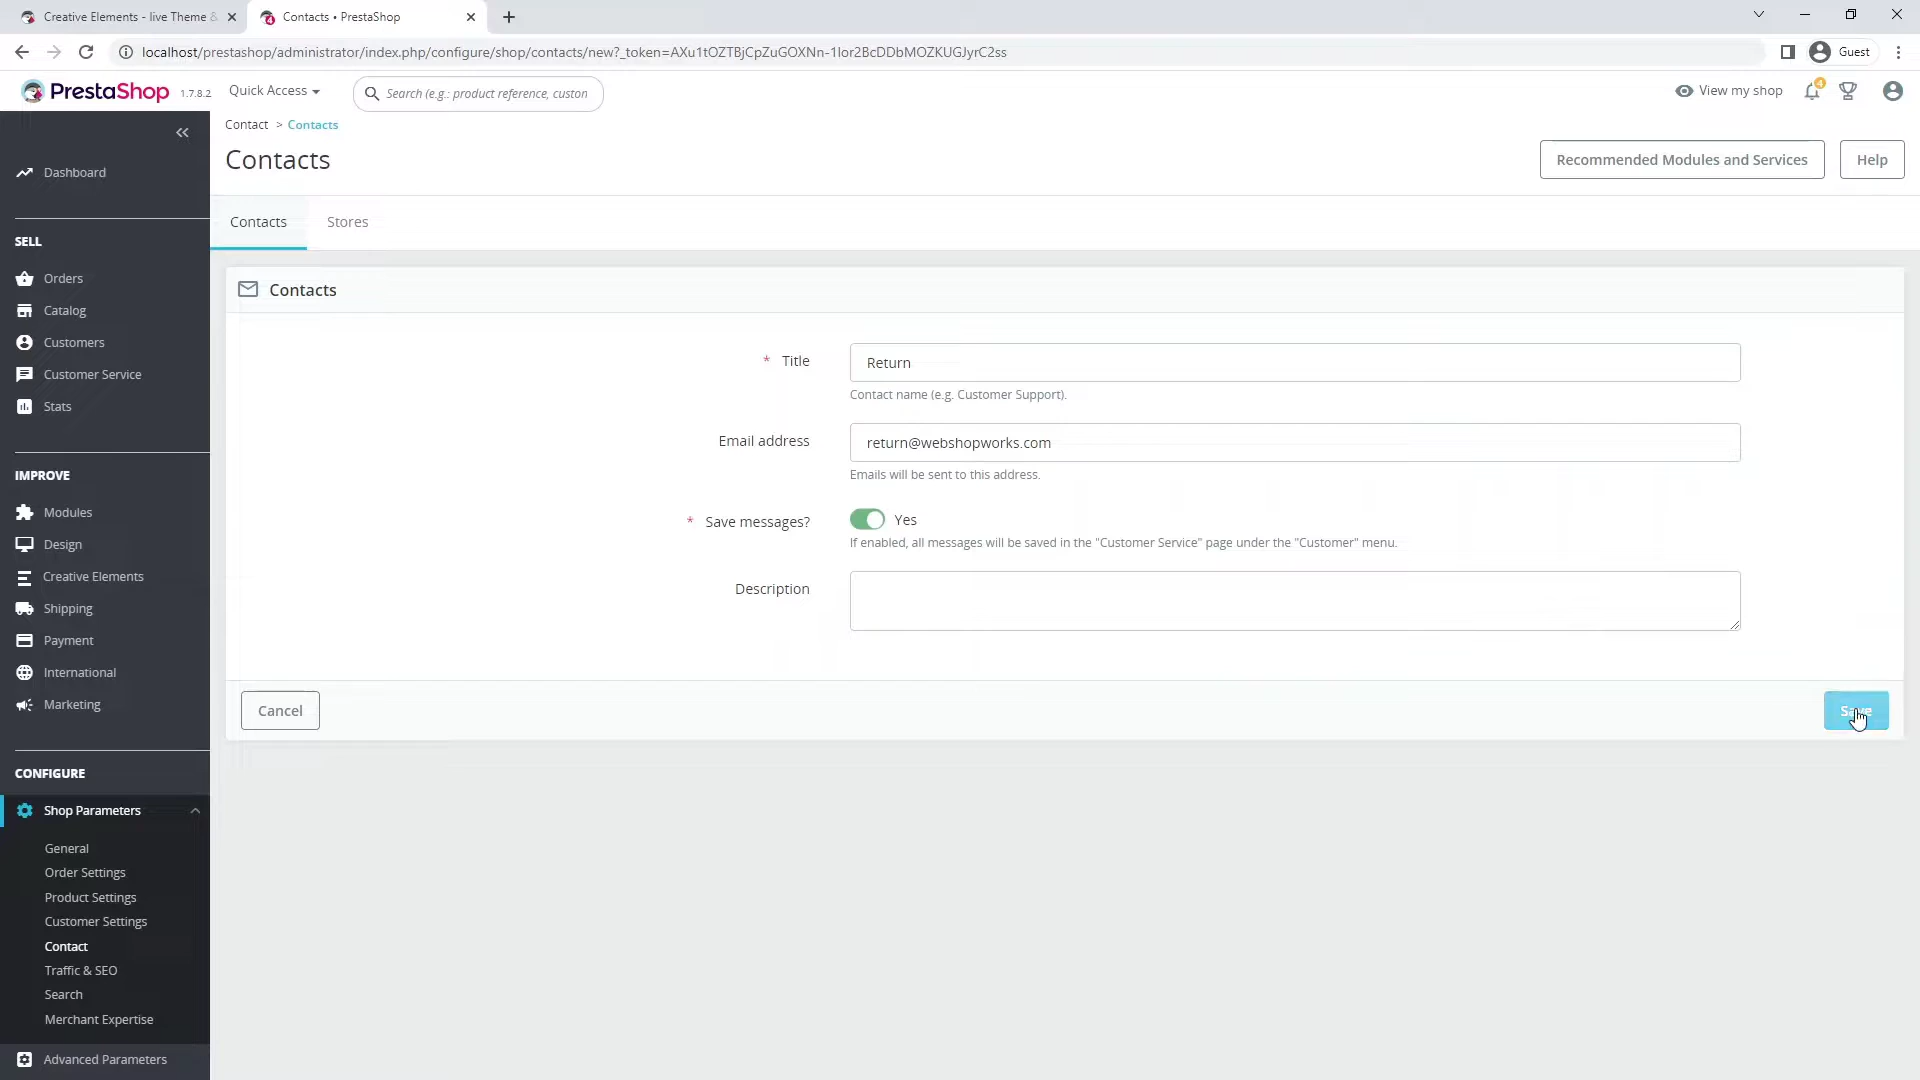 Creative Elements - live Theme &
Contacts • PrestaShop
localhost/prestashop/administrator/index.php/configure/shop/contacts/new?_token=AXu1tOZTBjCpZuGOXNn-1Ior2BcDDbMOZKUGJyrC2ss
Guest
PrestaShop 1.7.8.2
Quick Access
Search (e.g.: product reference, custon
View my shop
4
Contact > Contacts
Contacts
Recommended Modules and Services
Help
Contacts
Stores
Dashboard
SELL
Orders
Catalog
Customers
Customer Service
Stats
IMPROVE
Modules
Design
Creative Elements
Shipping
Payment
International
Marketing
CONFIGURE
Shop Parameters
General
Order Settings
Product Settings
Customer Settings
Contact
Traffic & SEO
Search
Merchant Expertise
Advanced Parameters
Contacts
* Title
Return
Contact name (e.g. Customer Support).
Email address
return@webshopworks.com
Emails will be sent to this address.
* Save messages?
Yes
If enabled, all messages will be saved in the "Customer Service" page under the "Customer" menu.
Description
Cancel
Save